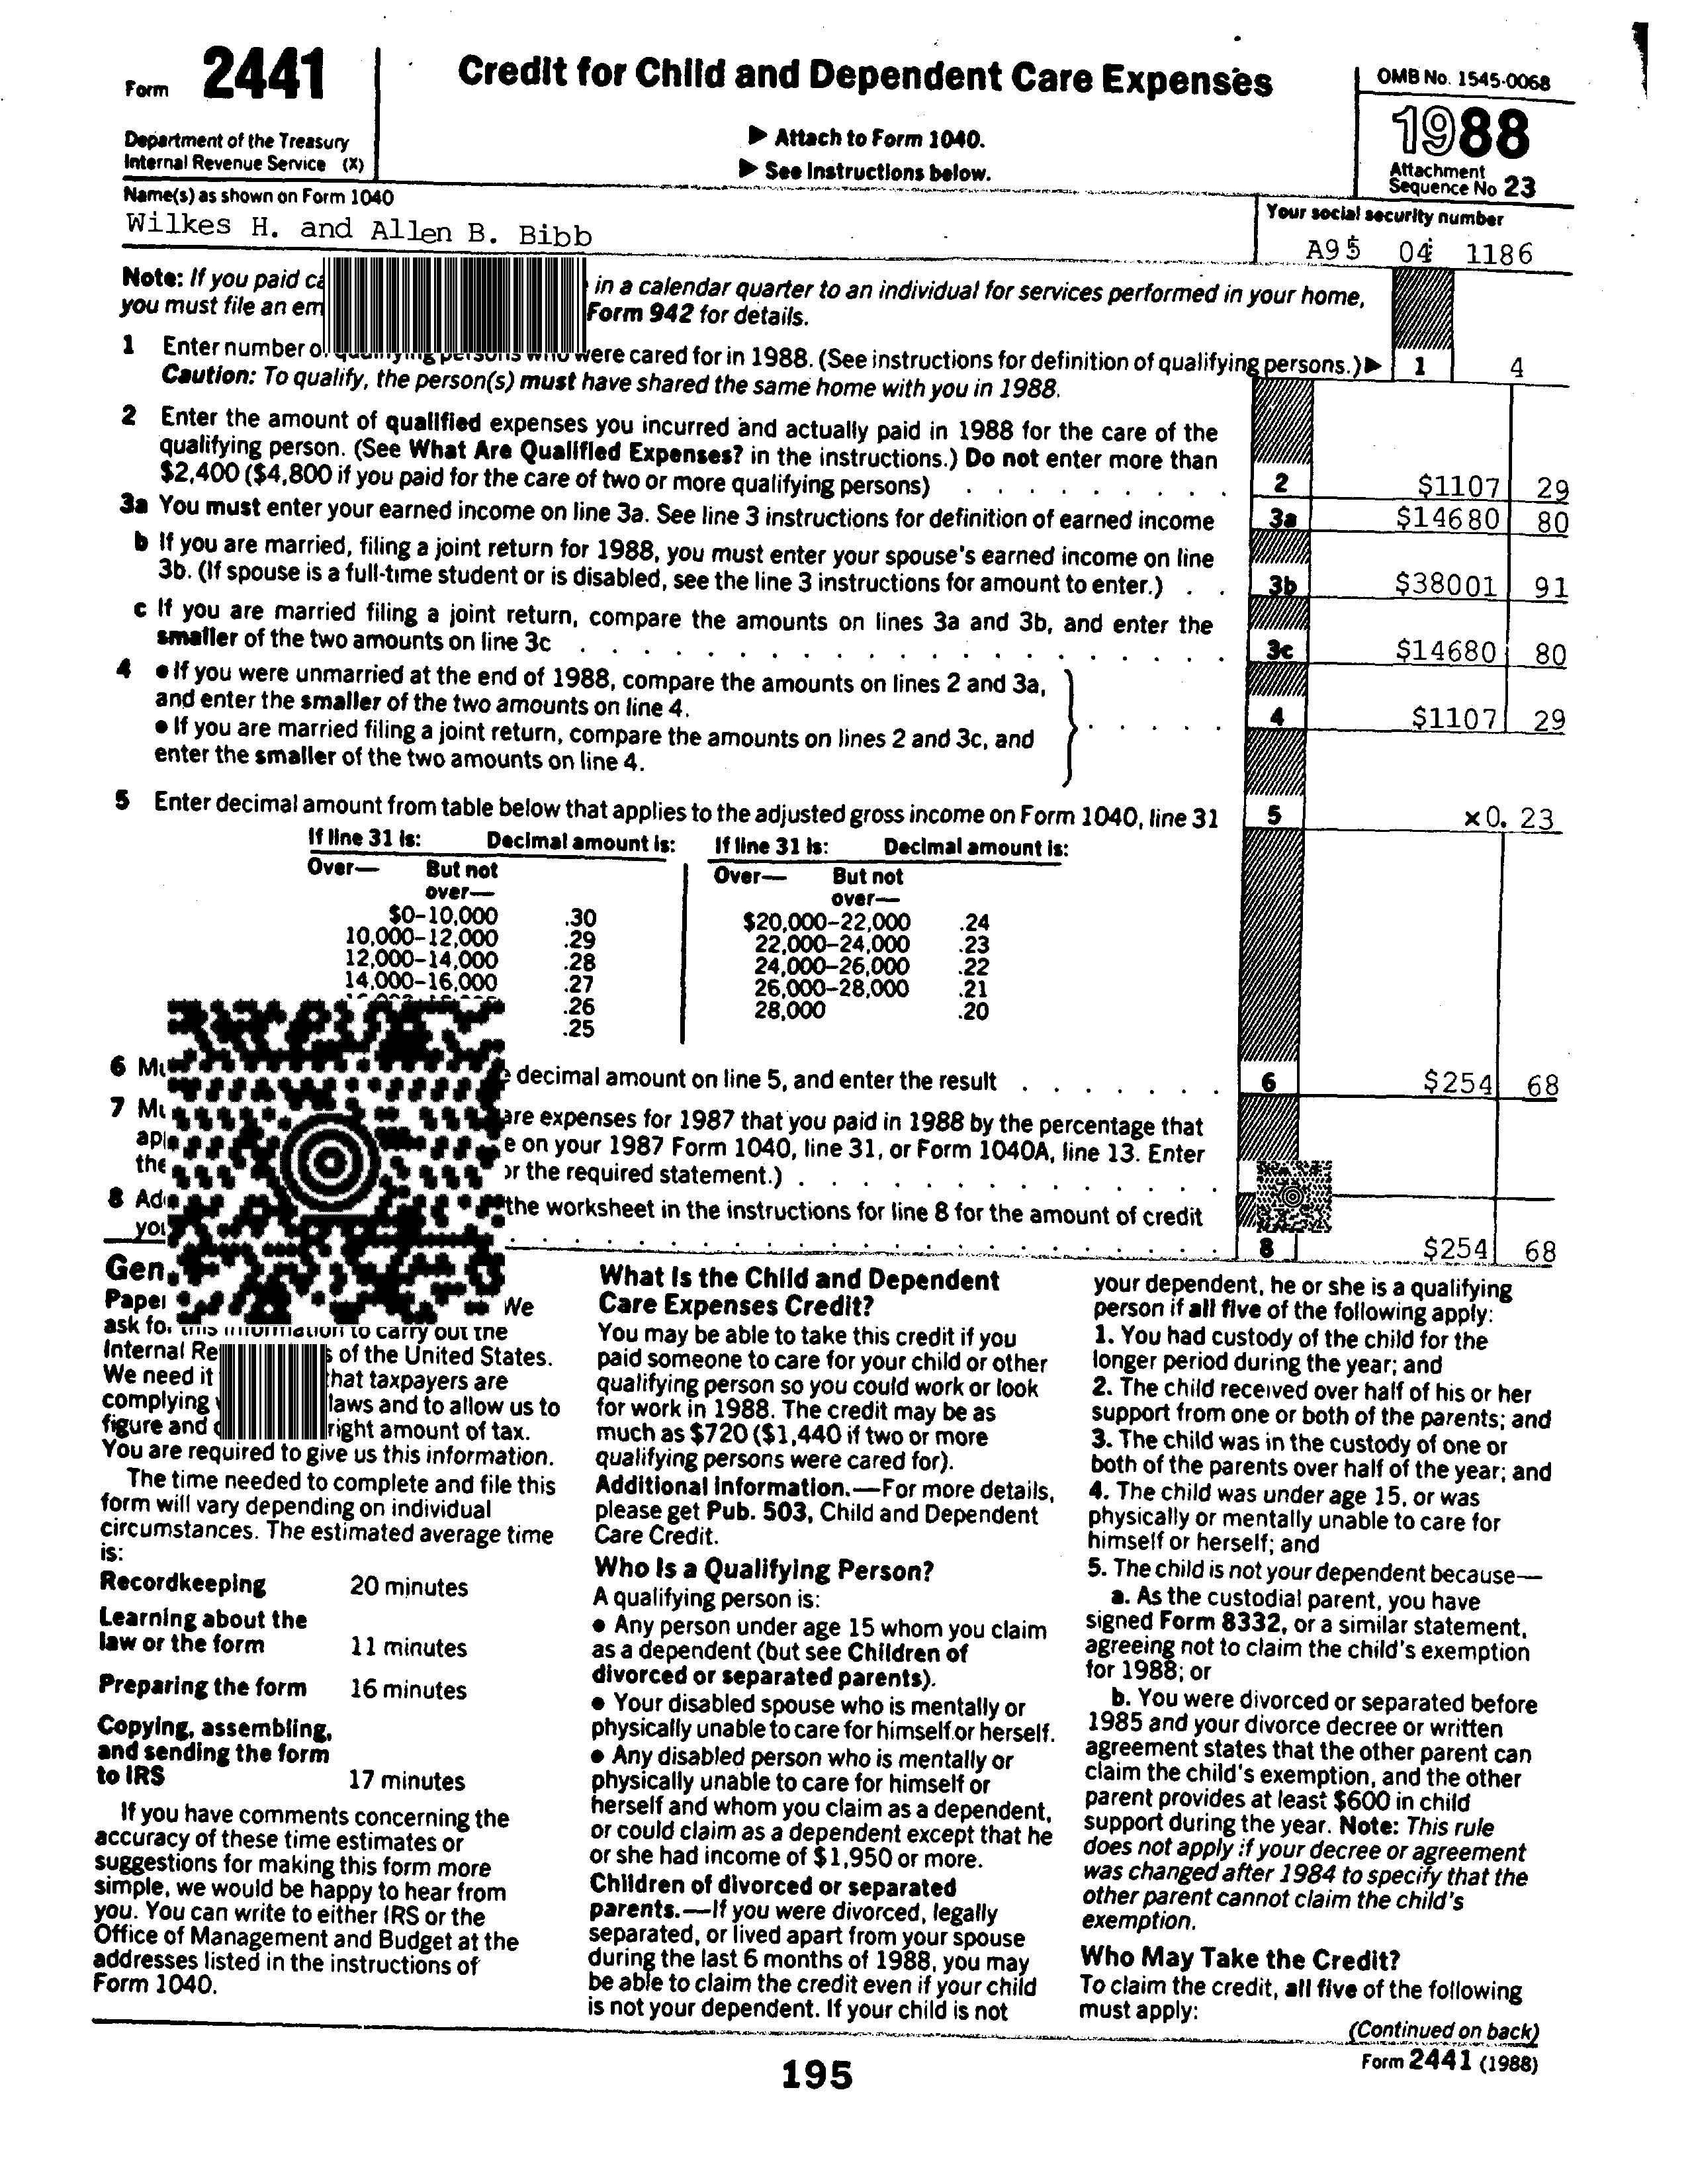 Form 2441
Credit for Child and Dependent Care Expenses
OMB No. 1545-0068
1988
Department of the Treasury
Internal Revenue Service (X)
▶ Attach to Form 1040.
▶ See Instructions below.
Attachment
Sequence No 23
Name(s) as shown on Form 1040
Your social security number
Wilkes H. and Allen B. Bibb
A95 04 1186
Note: If you paid in a calendar quarter to an individual for services performed in your home,
you must file an Form 942 for details.
1 Enter number were cared for in 1988. (See instructions for definition of qualifying persons.) ▶ 1 4
Caution: To qualify, the person(s) must have shared the same home with you in 1988.
2 Enter the amount of qualified expenses you incurred and actually paid in 1988 for the care of the
qualifying person. (See What Are Qualified Expenses? in the instructions.) Do not enter more than
$2,400 ($4,800 if you paid for the care of two or more qualifying persons) . . . . . . . . . 2 $1107 29
3a You must enter your earned income on line 3a. See line 3 instructions for definition of earned income 3a $14680 80
b If you are married, filing a joint return for 1988, you must enter your spouse's earned income on line
3b. (If spouse is a full-time student or is disabled, see the line 3 instructions for amount to enter.) . . 3b $38001 91
c If you are married filing a joint return, compare the amounts on lines 3a and 3b, and enter the
smaller of the two amounts on line 3c . . . . . . . . . . . . . . . . . . . . . 3c $14680 80
4 • If you were unmarried at the end of 1988, compare the amounts on lines 2 and 3a,
and enter the smaller of the two amounts on line 4. . . . . . 4 $1107 29
• If you are married filing a joint return, compare the amounts on lines 2 and 3c, and
enter the smaller of the two amounts on line 4.
5 Enter decimal amount from table below that applies to the adjusted gross income on Form 1040, line 31 5 ×0. 23
If line 31 is: Decimal amount is: If line 31 is: Decimal amount is:
Over— But not over— Over— But not over—
$0–10,000 .30 $20,000–22,000 .24
10,000–12,000 .29 22,000–24,000 .23
12,000–14,000 .28 24,000–26,000 .22
14,000–16,000 .27 26,000–28,000 .21
.26 28,000 .20
.25
6 decimal amount on line 5, and enter the result . . . . . . . 6 $254 68
7 expenses for 1987 that you paid in 1988 by the percentage that
on your 1987 Form 1040, line 31, or Form 1040A, line 13. Enter
the required statement.) . . . . . . . . . . . . . .
8 the worksheet in the instructions for line 8 for the amount of credit
. . . . . . . . . . . . . . . . . . . . . . . . 8 $254 68
We
ask to carry out the
Internal of the United States.
We need it taxpayers are
complying laws and to allow us to
figure and right amount of tax.
You are required to give us this information.
The time needed to complete and file this
form will vary depending on individual
circumstances. The estimated average time
is:
Recordkeeping 20 minutes
Learning about the
law or the form 11 minutes
Preparing the form 16 minutes
Copying, assembling,
and sending the form
to IRS 17 minutes
If you have comments concerning the
accuracy of these time estimates or
suggestions for making this form more
simple, we would be happy to hear from
you. You can write to either IRS or the
Office of Management and Budget at the
addresses listed in the instructions of
Form 1040.
What Is the Child and Dependent
Care Expenses Credit?
You may be able to take this credit if you
paid someone to care for your child or other
qualifying person so you could work or look
for work in 1988. The credit may be as
much as $720 ($1,440 if two or more
qualifying persons were cared for).
Additional Information.—For more details,
please get Pub. 503, Child and Dependent
Care Credit.
Who Is a Qualifying Person?
A qualifying person is:
• Any person under age 15 whom you claim
as a dependent (but see Children of
divorced or separated parents).
• Your disabled spouse who is mentally or
physically unable to care for himself or herself.
• Any disabled person who is mentally or
physically unable to care for himself or
herself and whom you claim as a dependent,
or could claim as a dependent except that he
or she had income of $1,950 or more.
Children of divorced or separated
parents.—If you were divorced, legally
separated, or lived apart from your spouse
during the last 6 months of 1988, you may
be able to claim the credit even if your child
is not your dependent. If your child is not
your dependent, he or she is a qualifying
person if all five of the following apply:
1. You had custody of the child for the
longer period during the year; and
2. The child received over half of his or her
support from one or both of the parents; and
3. The child was in the custody of one or
both of the parents over half of the year; and
4. The child was under age 15, or was
physically or mentally unable to care for
himself or herself; and
5. The child is not your dependent because—
a. As the custodial parent, you have
signed Form 8332, or a similar statement,
agreeing not to claim the child's exemption
for 1988; or
b. You were divorced or separated before
1985 and your divorce decree or written
agreement states that the other parent can
claim the child's exemption, and the other
parent provides at least $600 in child
support during the year. Note: This rule
does not apply if your decree or agreement
was changed after 1984 to specify that the
other parent cannot claim the child's
exemption.
Who May Take the Credit?
To claim the credit, all five of the following
must apply:
(Continued on back)
Form 2441 (1988)
195